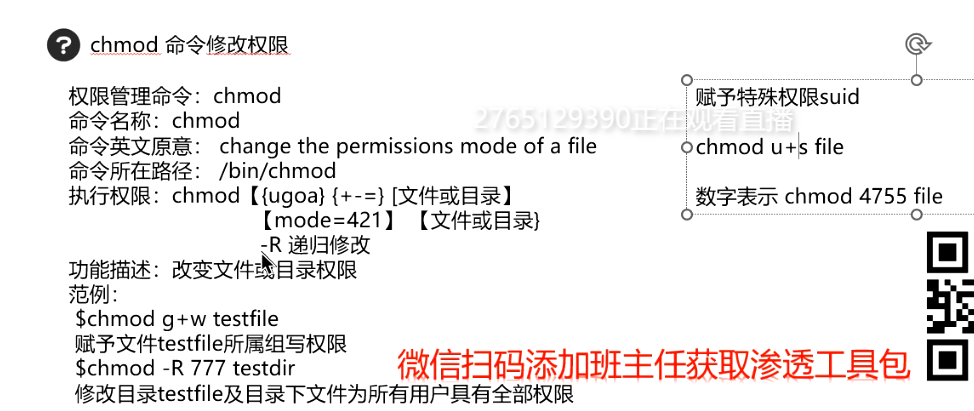 ?
chmod 命令修改权限
权限管理命令：chmod
命令名称：chmod
命令英文原意： change the permissions mode of a file
命令所在路径： /bin/chmod
执行权限：chmod【{ugoa} {+-=} [文件或目录】
【mode=421】 【文件或目录}
-R 递归修改
功能描述：改变文件或目录权限
范例：
$chmod g+w testfile
赋予文件testfile所属组写权限
$chmod -R 777 testdir
修改目录testfile及目录下文件为所有用户具有全部权限
赋予特殊权限suid
2765129390正在观看直播
chmod u+s file
数字表示 chmod 4755 file
微信扫码添加班主任获取渗透工具包